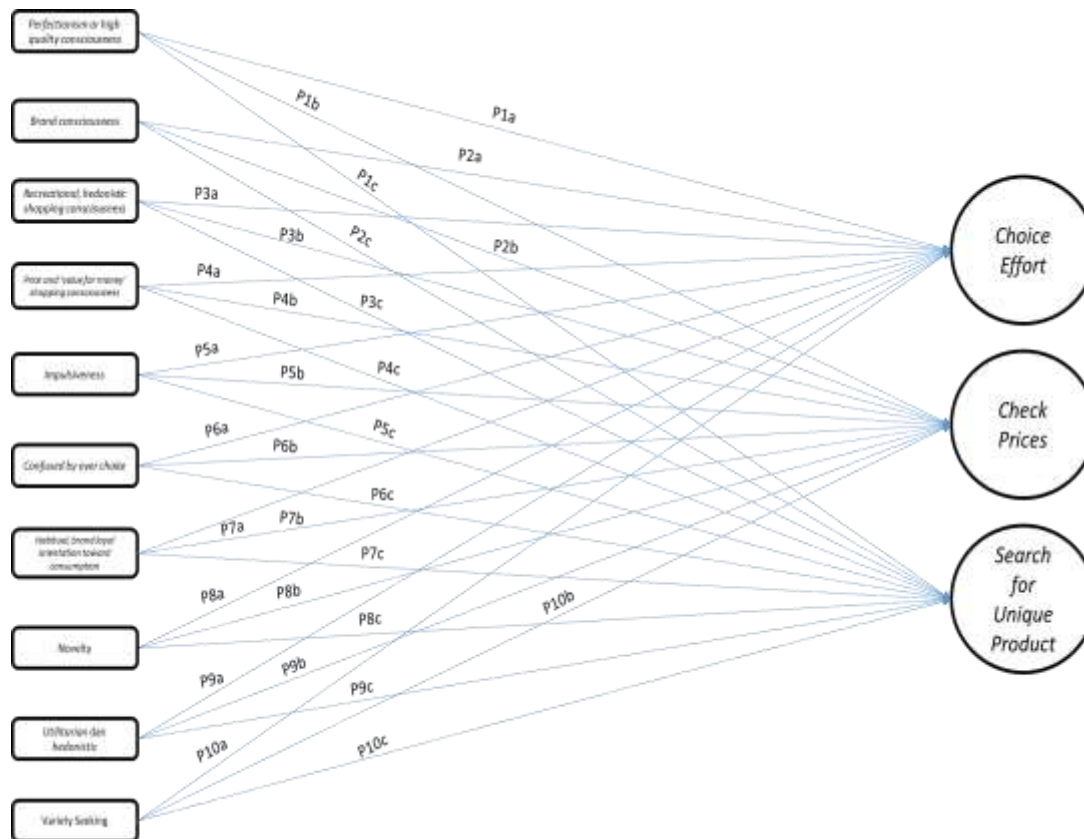 Perfectionism or high
quality consciousness
Brand consciousness
Recreational, hedonistic
shopping consciousness
Price and 'value for money'
shopping consciousness
Impulsiveness
Confused by over choice
Habitual, brand loyal
orientation toward
consumption
Novelty
Utilitarian dan
hedonistic
Variety Seeking
P1a
P1b
P1c
P2a
P2b
P2c
P3a
P3b
P3c
P4a
P4b
P4c
P5a
P5b
P5c
P6a
P6b
P6c
P7a
P7b
P7c
P8a
P8b
P8c
P9a
P9b
P9c
P10a
P10b
P10c
Choice
Effort
Check
Prices
Search
for
Unique
Product